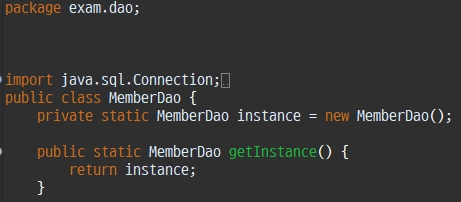 package exam.dao;
import java.sql.Connection;
public class MemberDao {
    private static MemberDao instance = new MemberDao();
    public static MemberDao getInstance() {
        return instance;
    }